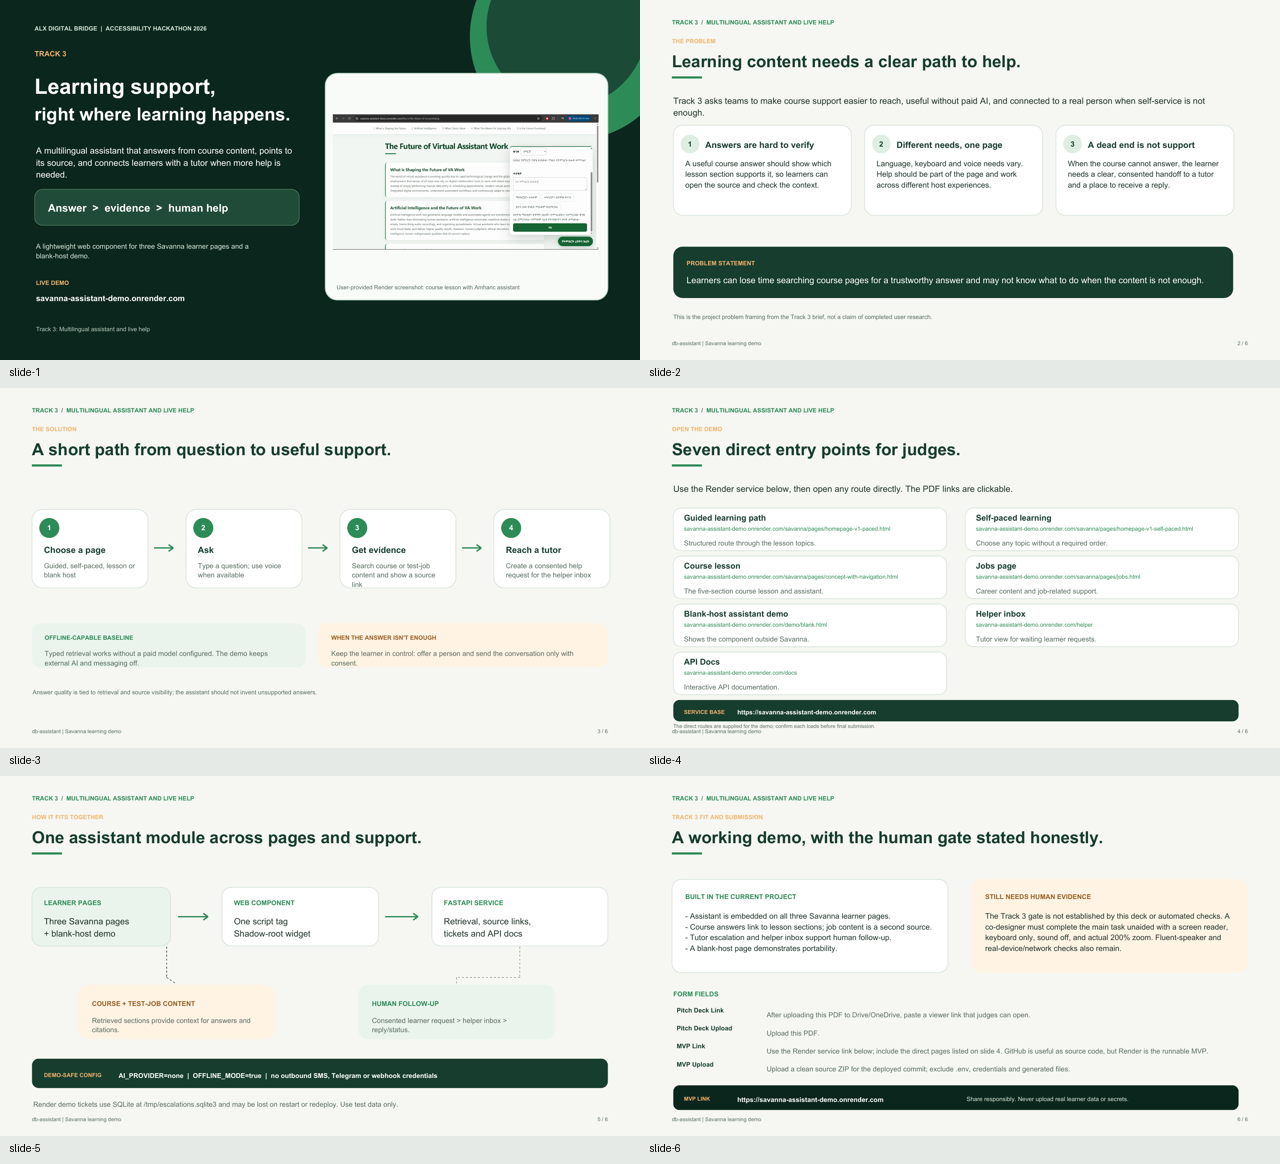 ALX DIGITAL BRIDGE | ACCESSIBILITY HACKATHON 2026
TRACK 3
Learning support,
right where learning happens.
A multilingual assistant that answers from course content, points to
its source, and connects learners with a tutor when more help is
needed.
Answer > evidence > human help
A lightweight web component for three Savanna learner pages and a
blank-host demo.
LIVE DEMO
savanna-assistant-demo.onrender.com
Track 3: Multilingual assistant and live help
The Future of Virtual Assistant Work
What is Shaping the Future of VA Work
Artificial Intelligence and the Future of VA Work
User-provided Render screenshot: course lesson with Amharic assistant
slide-1
TRACK 3 / MULTILINGUAL ASSISTANT AND LIVE HELP
THE PROBLEM
Learning content needs a clear path to help.
Track 3 asks teams to make course support easier to reach, useful without paid AI, and connected to a real person when self-service is not
enough.
1 Answers are hard to verify
A useful course answer should show which
lesson section supports it, so learners can
open the source and check the context.
2 Different needs, one page
Language, keyboard and voice needs vary.
Help should be part of the page and work
across different host experiences.
3 A dead end is not support
When the course cannot answer, the learner
needs a clear, consented handoff to a tutor
and a place to receive a reply.
PROBLEM STATEMENT
Learners can lose time searching course pages for a trustworthy answer and may not know what to do when the content is not enough.
This is the project problem framing from the Track 3 brief, not a claim of completed user research.
db-assistant | Savanna learning demo
2 / 6
slide-2
TRACK 3 / MULTILINGUAL ASSISTANT AND LIVE HELP
THE SOLUTION
A short path from question to useful support.
1
Choose a page
Guided, self-paced, lesson or
blank host
2
Ask
Type a question; use voice
when available
3
Get evidence
Search course or test-job
content and show a source
link
4
Reach a tutor
Create a consented help
request for the helper inbox
OFFLINE-CAPABLE BASELINE
Typed retrieval works without a paid model configured. The demo keeps
external AI and messaging off.
WHEN THE ANSWER ISN'T ENOUGH
Keep the learner in control: offer a person and send the conversation only with
consent.
Answer quality is tied to retrieval and source visibility; the assistant should not invent unsupported answers.
db-assistant | Savanna learning demo
3 / 6
slide-3
TRACK 3 / MULTILINGUAL ASSISTANT AND LIVE HELP
OPEN THE DEMO
Seven direct entry points for judges.
Use the Render service below, then open any route directly. The PDF links are clickable.
Guided learning path
savanna-assistant-demo.onrender.com/savanna/pages/homepage-v1-paced.html
Structured route through the lesson topics.
Self-paced learning
savanna-assistant-demo.onrender.com/savanna/pages/homepage-v1-self-paced.html
Choose any topic without a required order.
Course lesson
savanna-assistant-demo.onrender.com/savanna/pages/concept-with-navigation.html
The five-section course lesson and assistant.
Jobs page
savanna-assistant-demo.onrender.com/savanna/pages/jobs.html
Career content and job-related support.
Blank-host assistant demo
savanna-assistant-demo.onrender.com/demo/blank.html
Shows the component outside Savanna.
Helper inbox
savanna-assistant-demo.onrender.com/helper
Tutor view for waiting learner requests.
API Docs
savanna-assistant-demo.onrender.com/docs
Interactive API documentation.
SERVICE BASE https://savanna-assistant-demo.onrender.com
The direct routes are supplied for the demo; confirm each loads before final submission.
db-assistant | Savanna learning demo
4 / 6
slide-4
TRACK 3 / MULTILINGUAL ASSISTANT AND LIVE HELP
HOW IT FITS TOGETHER
One assistant module across pages and support.
LEARNER PAGES
Three Savanna pages
+ blank-host demo
WEB COMPONENT
One script tag
Shadow-root widget
FASTAPI SERVICE
Retrieval, source links,
tickets and API docs
COURSE + TEST-JOB CONTENT
Retrieved sections provide context for answers and
citations.
HUMAN FOLLOW-UP
Consented learner request > helper inbox >
reply/status.
DEMO-SAFE CONFIG AI_PROVIDER=none | OFFLINE_MODE=true | no outbound SMS, Telegram or webhook credentials
Render demo tickets use SQLite at /tmp/escalations.sqlite3 and may be lost on restart or redeploy. Use test data only.
db-assistant | Savanna learning demo
5 / 6
slide-5
TRACK 3 / MULTILINGUAL ASSISTANT AND LIVE HELP
TRACK 3 FIT AND SUBMISSION
A working demo, with the human gate stated honestly.
BUILT IN THE CURRENT PROJECT
- Assistant is embedded on all three Savanna learner pages.
- Course answers link to lesson sections; job content is a second source.
- Tutor escalation and helper inbox support human follow-up.
- A blank-host page demonstrates portability.
STILL NEEDS HUMAN EVIDENCE
The Track 3 gate is not established by this deck or automated checks. A
co-designer must complete the main task unaided with a screen reader,
keyboard only, sound off, and actual 200% zoom. Fluent-speaker and
real-device/network checks also remain.
FORM FIELDS
Pitch Deck Link
After uploading this PDF to Drive/OneDrive, paste a viewer link that judges can open.
Pitch Deck Upload
Upload this PDF.
MVP Link
Use the Render service link below; include the direct pages listed on slide 4. GitHub is useful as source code, but Render is the runnable MVP.
MVP Upload
Upload a clean source ZIP for the deployed commit; exclude .env, credentials and generated files.
MVP LINK https://savanna-assistant-demo.onrender.com Share responsibly. Never upload real learner data or secrets.
db-assistant | Savanna learning demo
6 / 6
slide-6